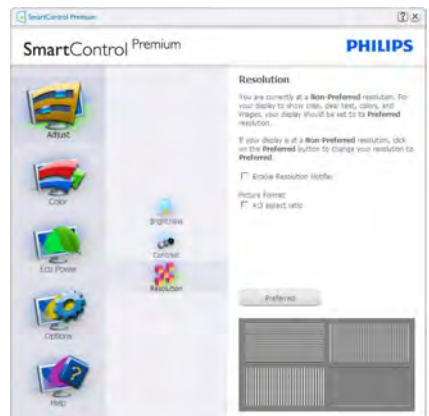 SmartControl Premium
SmartControl Premium
PHILIPS
Adjust
Color
Eco Power
Options
Help
Brightness
Contrast
Resolution
Resolution
You are currently at a Non-Preferred resolution. For
your display to show crisp, clear text, colors, and
images, your display should be set to its Preferred
resolution.
If your display is at a Non-Preferred resolution, click
on the Preferred button to change your resolution to
Preferred.
Enable Resolution Notifier
Picture Format
4:3 aspect ratio
Preferred